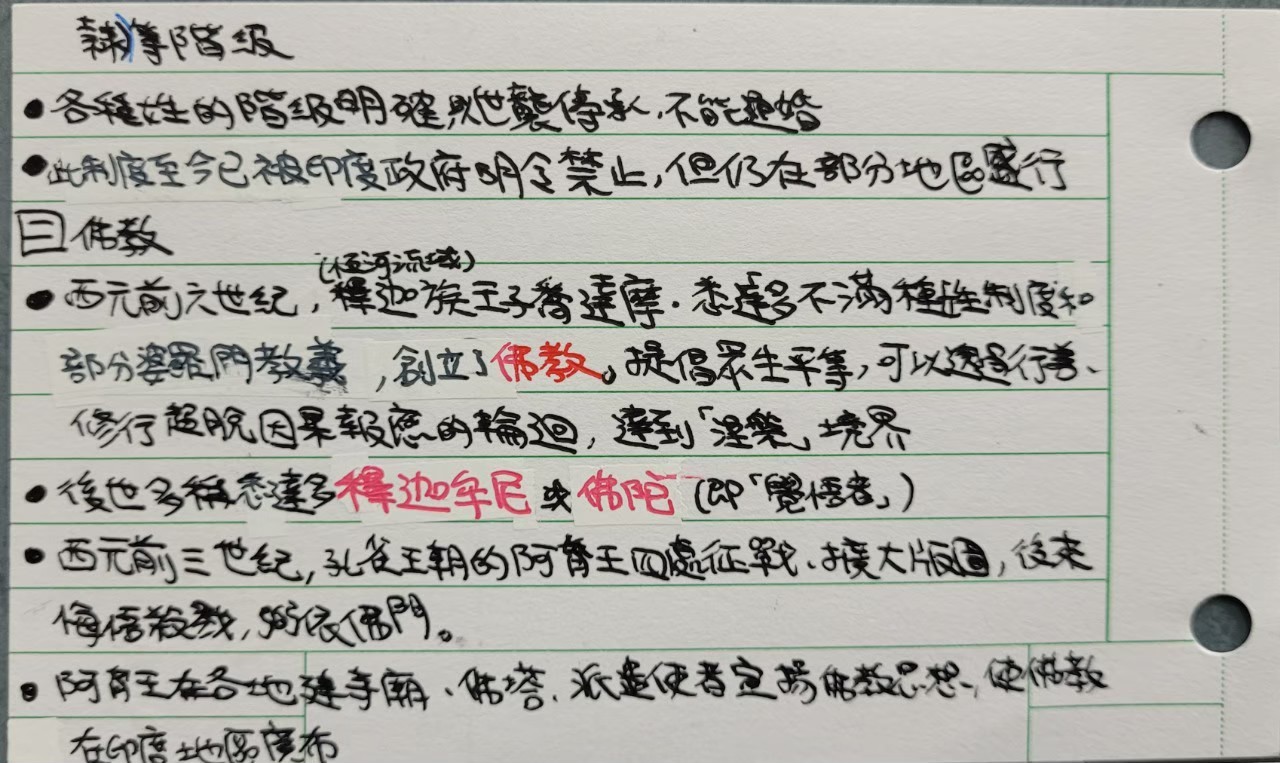 隸等階級
• 各種姓的階級明確與世襲傳承,不能通婚
• 此制度至今已被印度政府明令禁止,但仍在部分地區盛行
三 佛教
(恆河流域)
• 西元前六世紀,釋迦族王子喬達摩.悉達多不滿種姓制度和
部分婆羅門教義,創立了佛教。提倡眾生平等,可以透過行善、
修行超脫因果報應的輪迴,達到「涅槃」境界
• 後世多稱悉達多釋迦牟尼或佛陀(即「覺悟者」)
• 西元前三世紀,孔雀王朝的阿育王四處征戰、擴大版圖,後來
悔悟殺戮,皈依佛門。
• 阿育王在各地建寺廟、佛塔、派遣使者宣揚佛教思想,使佛教
在印度地區廣布